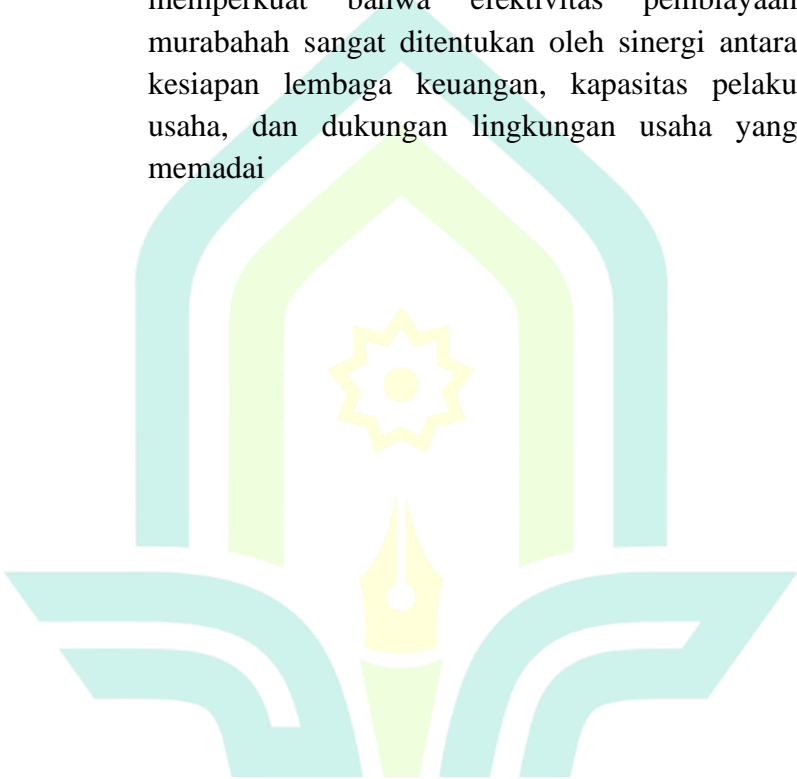 memperkuat bahwa efektivitas pembiayaan
murabahah sangat ditentukan oleh sinergi antara
kesiapan lembaga keuangan, kapasitas pelaku
usaha, dan dukungan lingkungan usaha yang
memadai